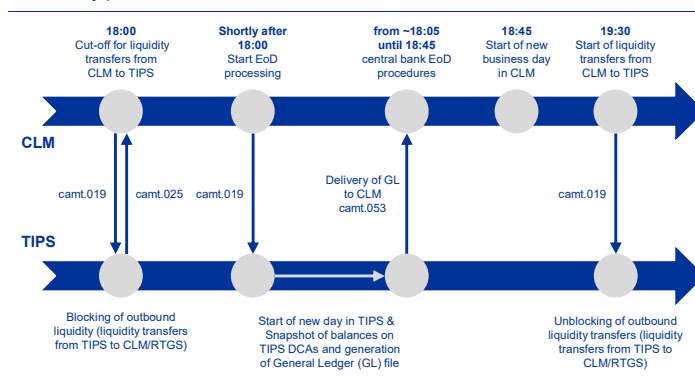 18:00
Cut-off for liquidity
transfers from
CLM to TIPS
Shortly after
18:00
Start EoD
processing
from ~18:05
until 18:45
central bank EoD
procedures
18:45
Start of new
business day
in CLM
19:30
Start of liquidity
transfers from
CLM to TIPS
CLM
camt.019
camt.025
camt.019
Delivery of GL
to CLM
camt.053
camt.019
TIPS
Blocking of outbound
liquidity (liquidity transfers
from TIPS to CLM/RTGS)
Start of new day in TIPS &
Snapshot of balances on
TIPS DCAs and generation
of General Ledger (GL) file
Unblocking of outbound
liquidity transfers (liquidity
transfers from TIPS to
CLM/RTGS)